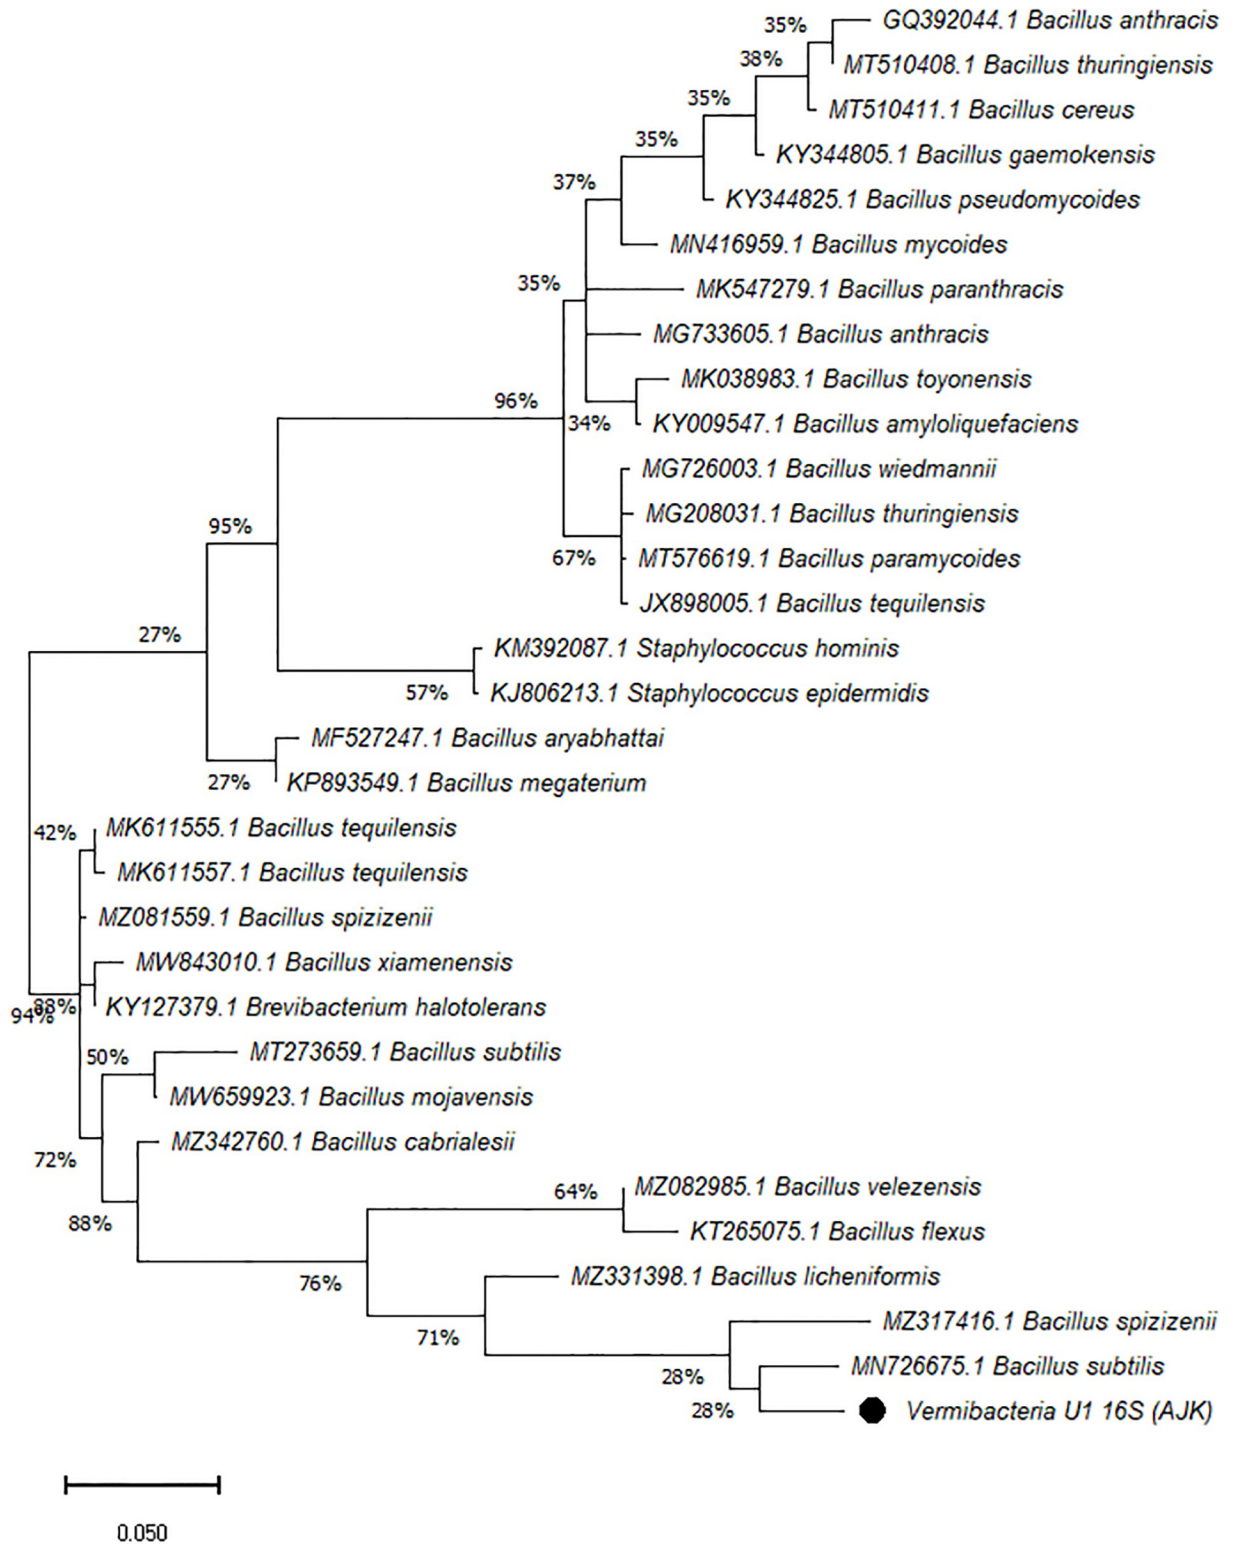 35%
GQ392044.1 Bacillus anthracis
38%
MT510408.1 Bacillus thuringiensis
35%
MT510411.1 Bacillus cereus
35%
KY344805.1 Bacillus gaemokensis
37%
KY344825.1 Bacillus pseudomycoides
MN416959.1 Bacillus mycoides
35%
MK547279.1 Bacillus paranthracis
MG733605.1 Bacillus anthracis
MK038983.1 Bacillus toyonensis
96%
34%
KY009547.1 Bacillus amyloliquefaciens
MG726003.1 Bacillus wiedmannii
95%
MG208031.1 Bacillus thuringiensis
67%
MT576619.1 Bacillus paramycoides
JX898005.1 Bacillus tequilensis
27%
KM392087.1 Staphylococcus hominis
57%
KJ806213.1 Staphylococcus epidermidis
MF527247.1 Bacillus aryabhattai
27%
KP893549.1 Bacillus megaterium
42%
MK611555.1 Bacillus tequilensis
MK611557.1 Bacillus tequilensis
MZ081559.1 Bacillus spizizenii
MW843010.1 Bacillus xiamenensis
94%
88%
KY127379.1 Brevibacterium halotolerans
50%
MT273659.1 Bacillus subtilis
MW659923.1 Bacillus mojavensis
72%
MZ342760.1 Bacillus cabrialesii
64%
MZ082985.1 Bacillus velezensis
88%
KT265075.1 Bacillus flexus
76%
MZ331398.1 Bacillus licheniformis
71%
MZ317416.1 Bacillus spizizenii
28%
MN726675.1 Bacillus subtilis
28%
Vermibacteria U1 16S (AJK)
0.050